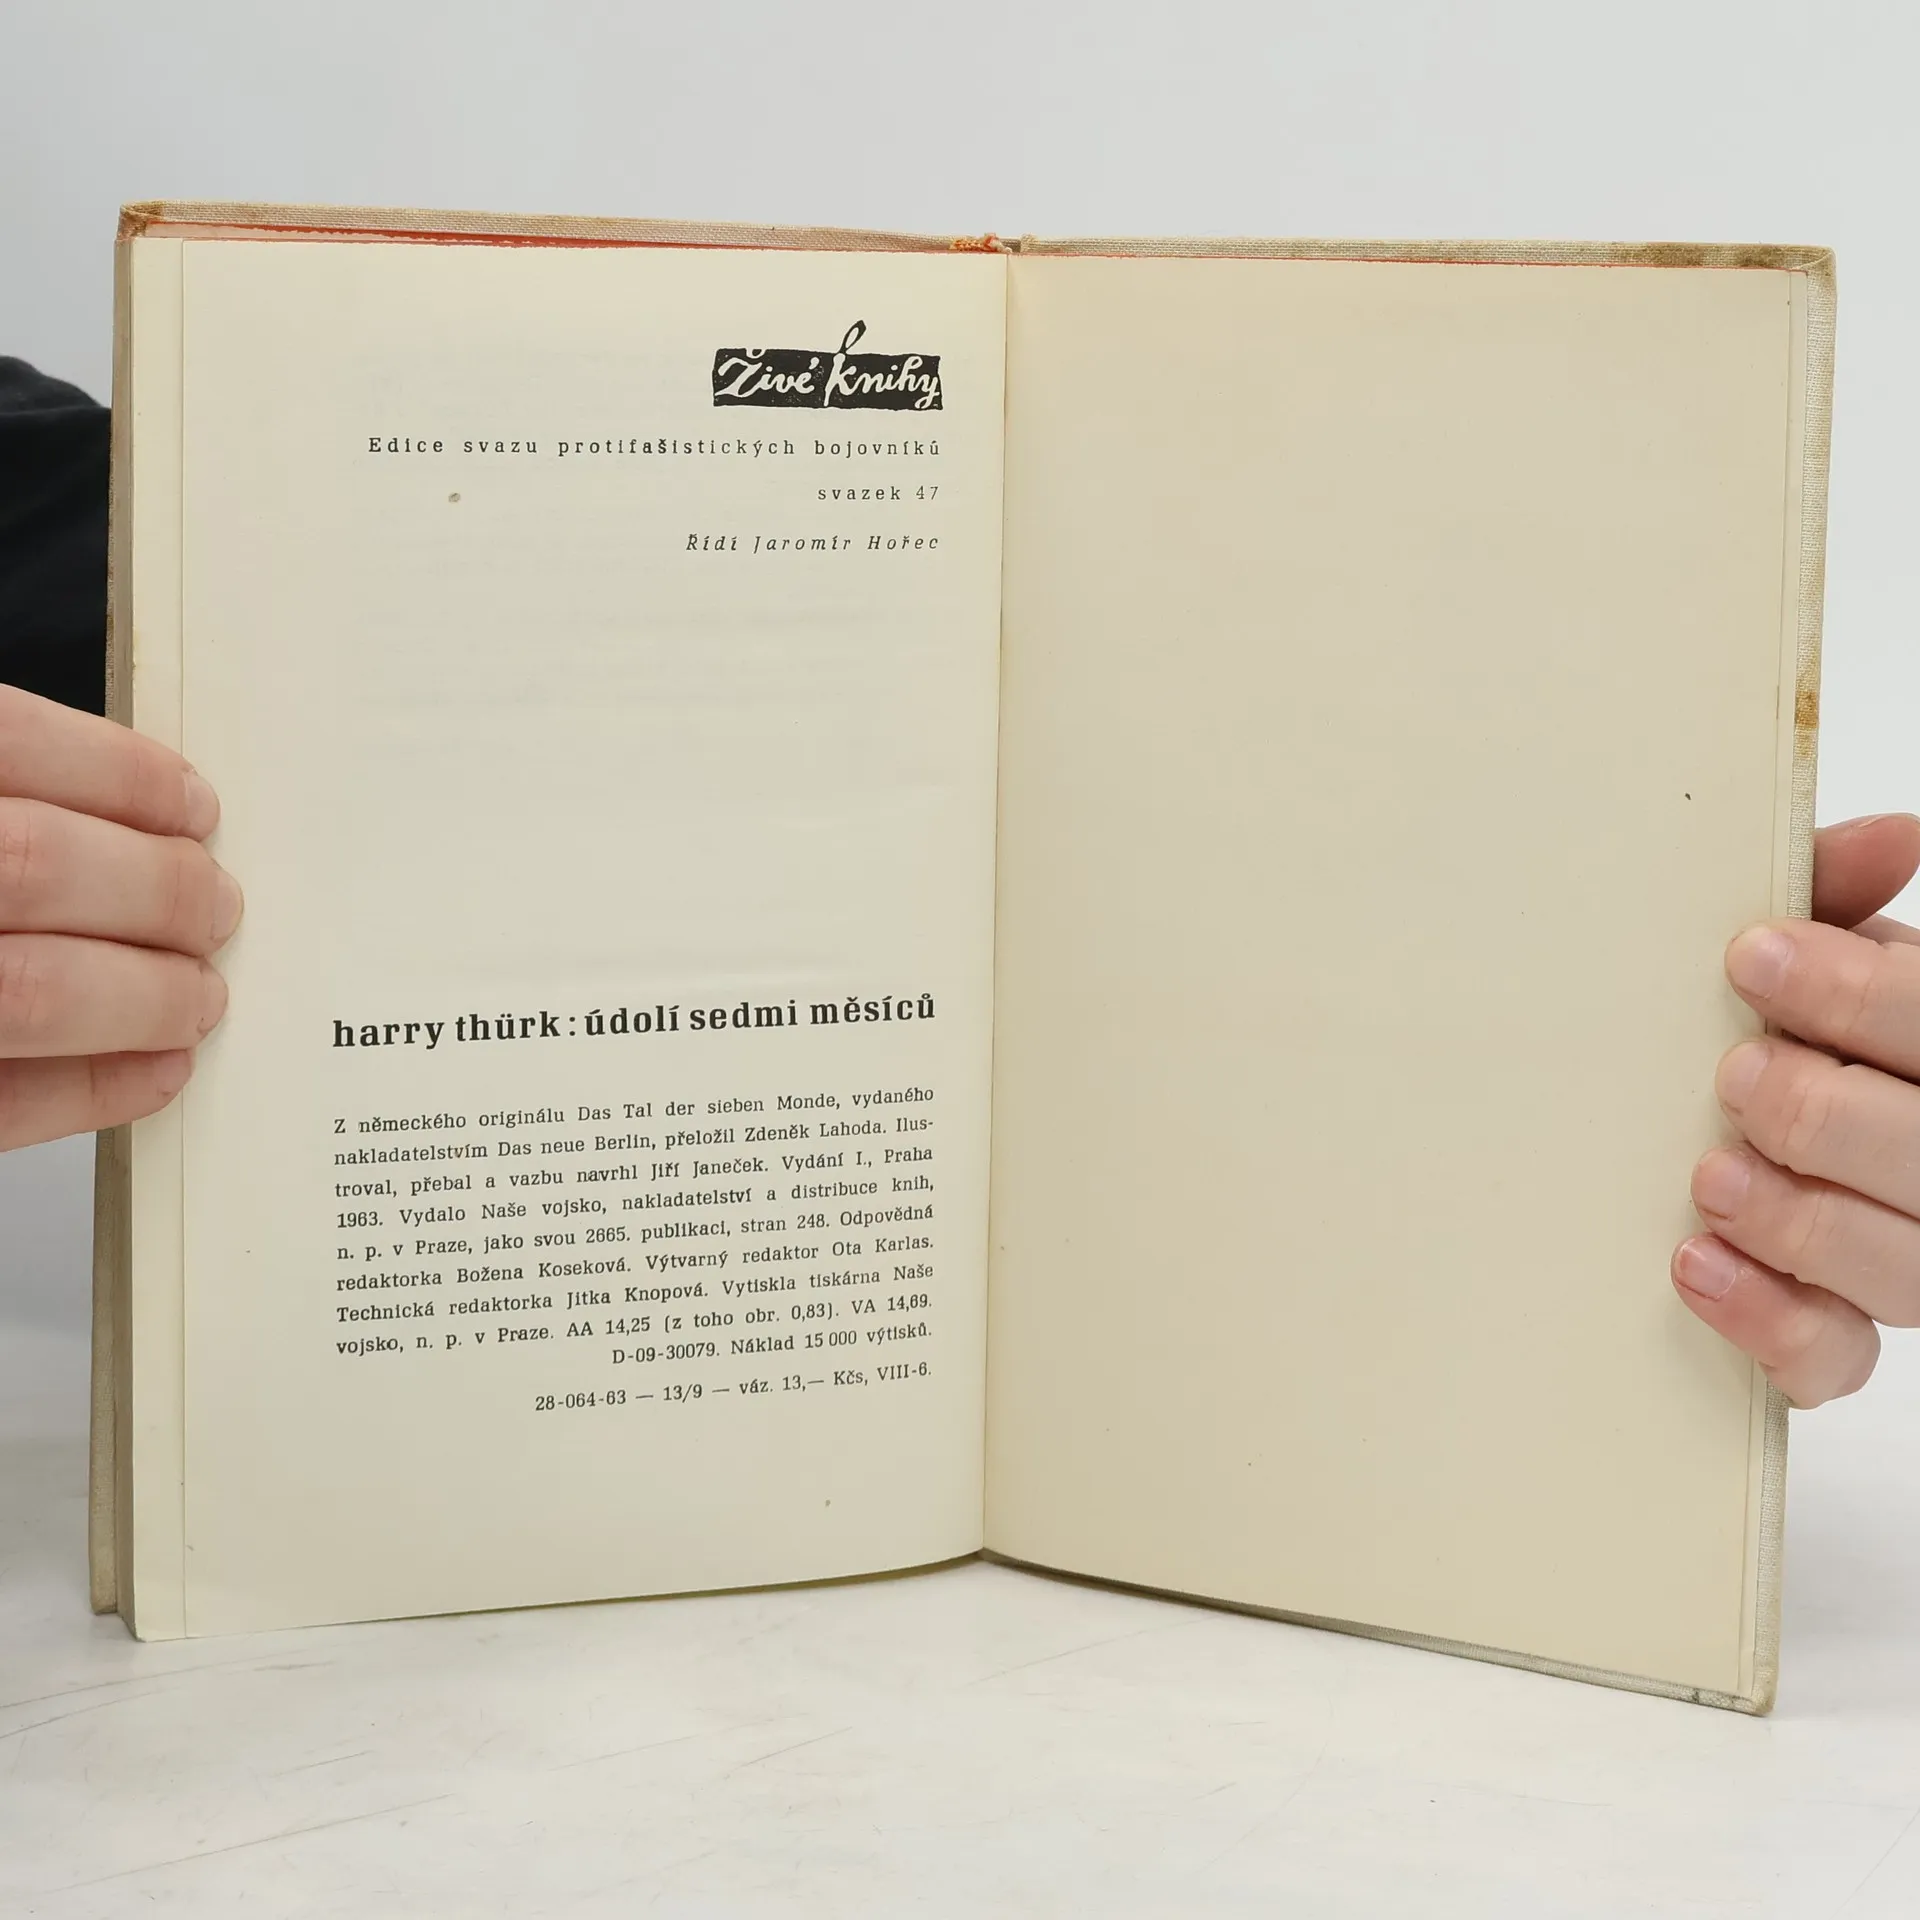 Živé knihy
Edice svazu protifašistických bojovníků
svazek 47
Řídí Jaromír Hořec
harry thürk: údolí sedmi měsíců
Z německého originálu Das Tal der sieben Monde, vydaného
nakladatelstvím Das neue Berlin, přeložil Zdeněk Lahoda. Ilus-
troval, přebal a vazbu navrhl Jiří Janeček. Vydání I., Praha
1963. Vydalo Naše vojsko, nakladatelství a distribuce knih,
n. p. v Praze, jako svou 2665. publikaci, stran 248. Odpovědná
redaktorka Božena Koseková. Výtvarný redaktor Ota Karlas.
Technická redaktorka Jitka Knopová. Vytiskla tiskárna Naše
vojsko, n. p. v Praze. AA 14,25 (z toho obr. 0,83). VA 14,69.
D-09-30079. Náklad 15 000 výtisků.
28-064-63 — 13/9 — váz. 13,— Kčs, VIII-6.